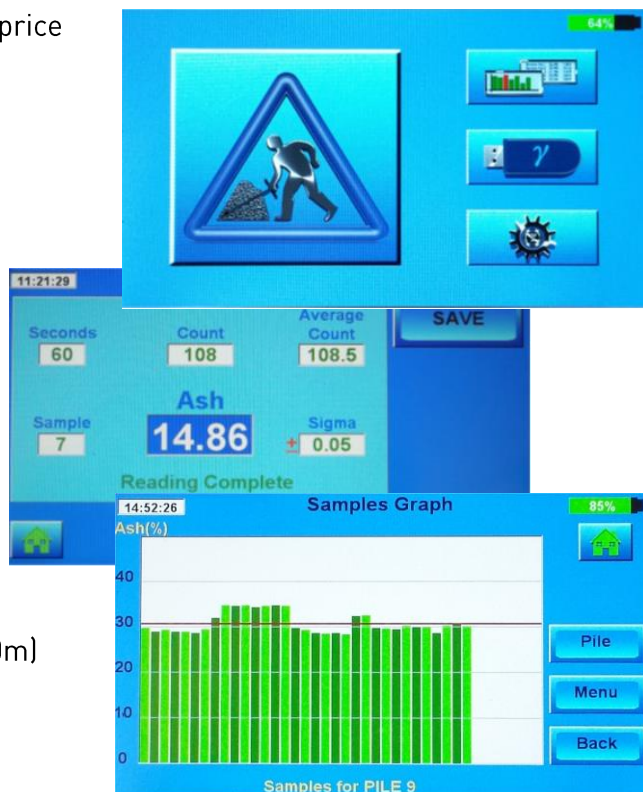 price
64%
γ
11:21:29
Seconds
Count
Average
Count
SAVE
60
108
108.5
Ash
Sample
Sigma
7
14.86
± 0.05
Reading Complete
14:52:26
Samples Graph
85%
Ash(%)
40
30
20
10
0
m)
Pile
Menu
Back
Samples for PILE 9